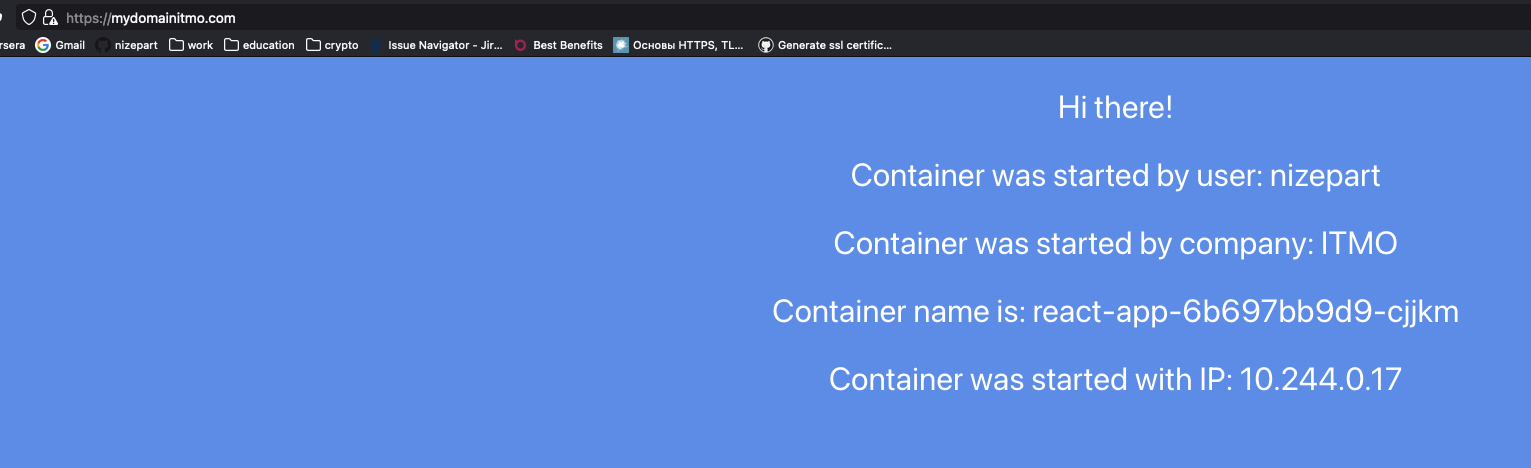 https://mydomainitmo.com
rsera Gmail nizepart work education crypto Issue Navigator - Jir... Best Benefits Основы HTTPS, TL... Generate ssl certific...
Hi there!
Container was started by user: nizepart
Container was started by company: ITMO
Container name is: react-app-6b697bb9d9-cjjkm
Container was started with IP: 10.244.0.17